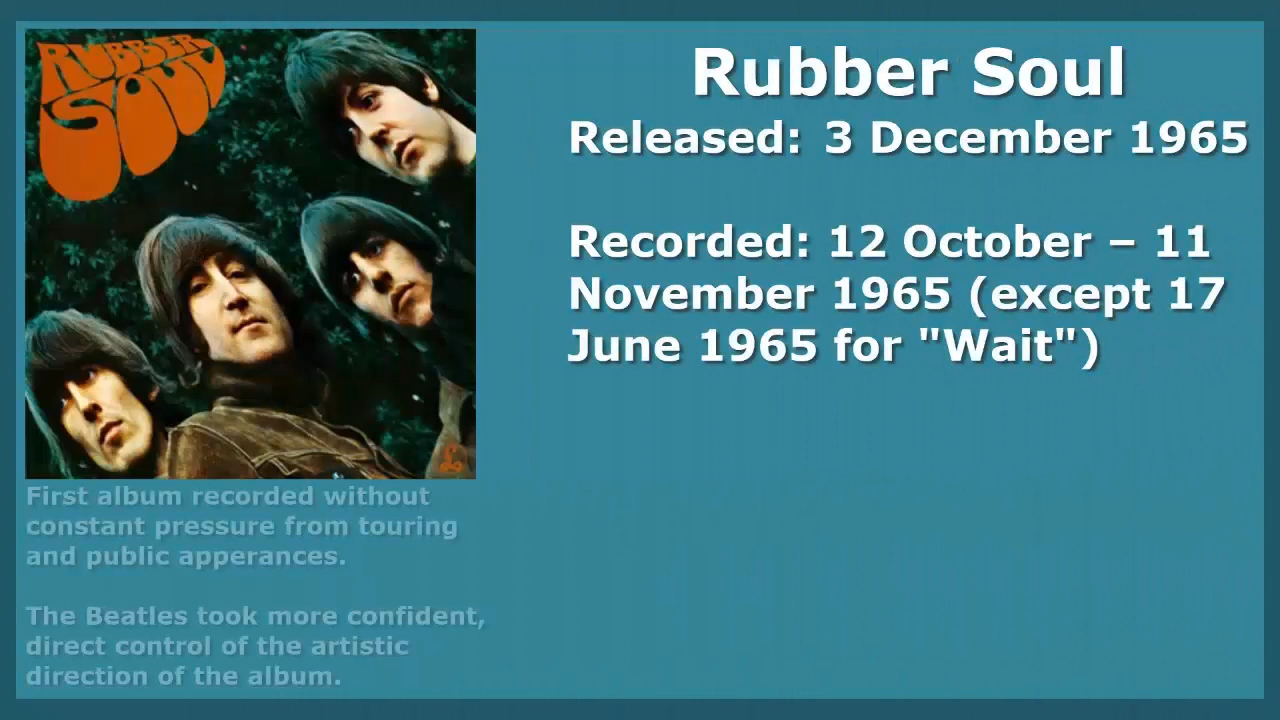 RUBBER
SOUL
Rubber Soul
Released: 3 December 1965
Recorded: 12 October – 11
November 1965 (except 17
June 1965 for "Wait")
First album recorded without
constant pressure from touring
and public apperances.
The Beatles took more confident,
direct control of the artistic
direction of the album.